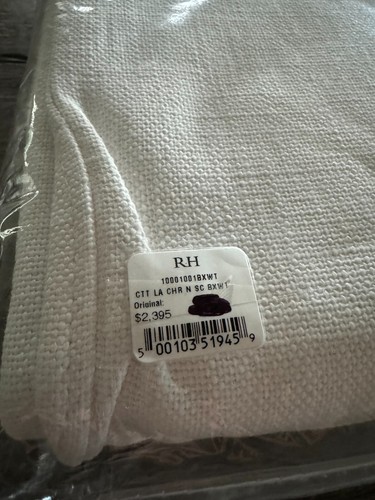 RH
10001001BXWT
CTT LA CHR N SC BXWT
Original:
$2,395
5 00103 51945 9